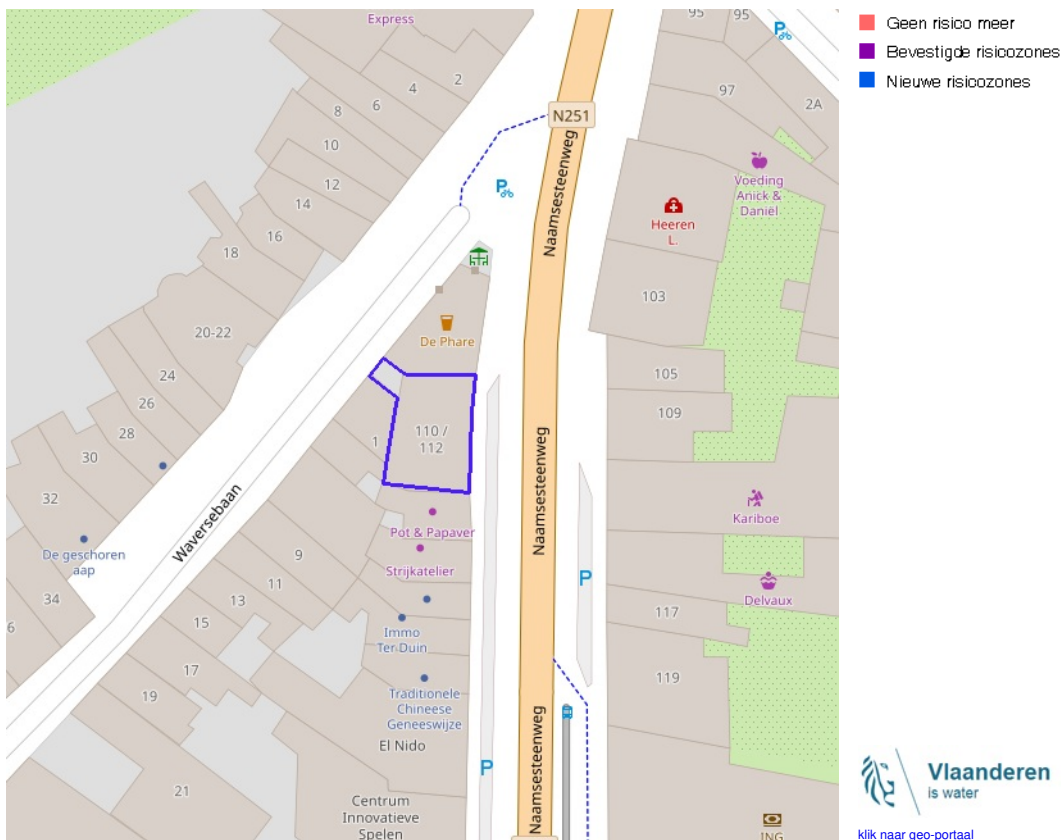 Express
95
95
2
4
6
8
10
12
14
16
18
20-22
24
26
28
30
32
34
6
N251
Naamsesteenweg
97
2A
Voeding
Anick &
Daniël
Heeren
L.
103
De Phare
105
109
110 /
112
1
Naamsesteenweg
Waversebaan
Pot & Papaver
Strijkatelier
Kariboe
De geschoren
aap
9
11
13
15
17
19
21
P
Immo
Ter Duin
Delvaux
117
119
Traditionele
Chineese
Geneeswijze
El Nido
P
Naamsesteenweg
Centrum
Innovatieve
Spelen
ING
Geen risico meer
Bevestigde risicozones
Nieuwe risicozones
Vlaanderen
is water
klik naar geo-portaal